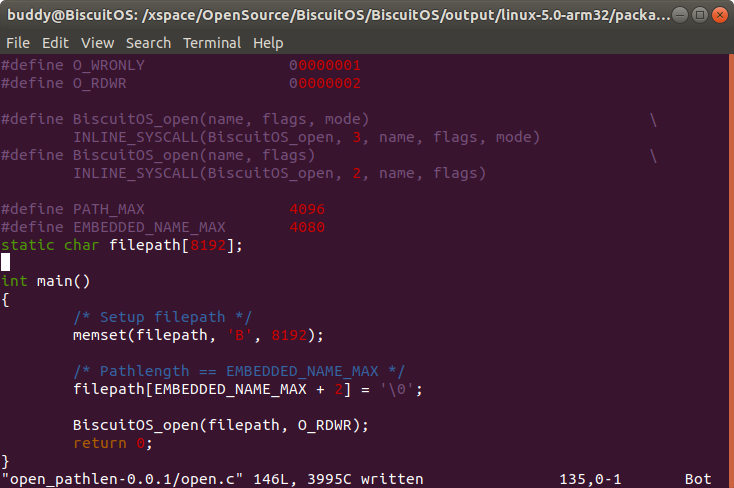 buddy@BiscuitOS: /xspace/OpenSource/BiscuitOS/BiscuitOS/output/linux-5.0-arm32/packa...
File Edit View Search Terminal Help
#define O_WRONLY                00000001
#define O_RDWR                  00000002
#define BiscuitOS_open(name, flags, mode)                               \
        INLINE_SYSCALL(BiscuitOS_open, 3, name, flags, mode)
#define BiscuitOS_open(name, flags)                                     \
        INLINE_SYSCALL(BiscuitOS_open, 2, name, flags)
#define PATH_MAX                4096
#define EMBEDDED_NAME_MAX       4080
static char filepath[8192];
int main()
{
        /* Setup filepath */
        memset(filepath, 'B', 8192);
        /* Pathlength == EMBEDDED_NAME_MAX */
        filepath[EMBEDDED_NAME_MAX + 2] = '\0';
        BiscuitOS_open(filepath, O_RDWR);
        return 0;
}
"open_pathlen-0.0.1/open.c" 146L, 3995C written               135,0-1       Bot